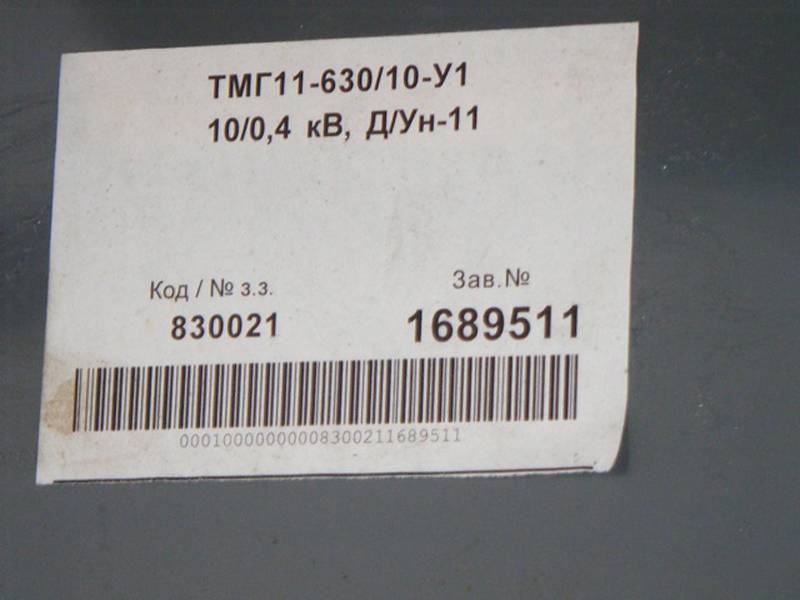 ТМГ11-630/10-У1
10/0,4 кВ, Д/Ун-11
Код / № з.з.
Зав.№
830021
1689511
00010000000008300211689511